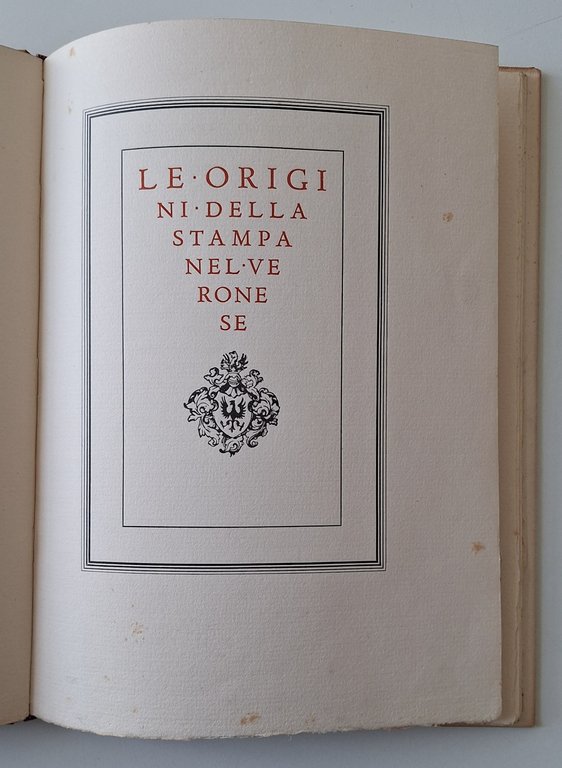 LE·ORIGI
NI·DELLA
STAMPA
NEL·VE
RONE
SE